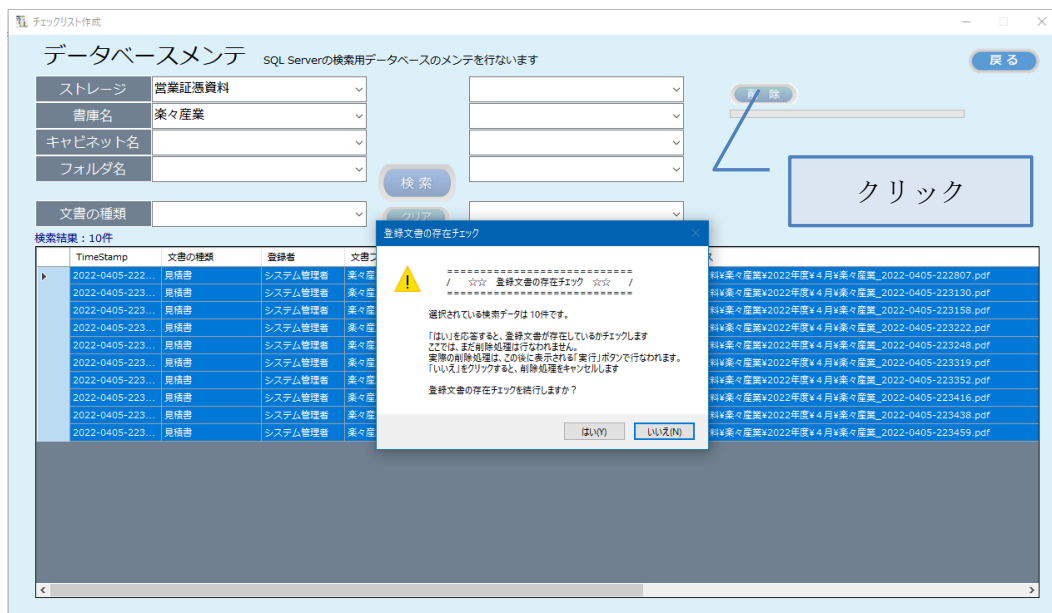 チェックリスト作成
データベースメンテ SQL Serverの検索用データベースのメンテを行ないます
戻る
ストレージ 営業証憑資料
削 除
書庫名 楽々産業
キャビネット名
フォルダ名
検 索
クリック
文書の種類
クリア
検索結果:10件
登録文書の存在チェック
TimeStamp 文書の種類 登録者 文書フ ス
2022-0405-222... 見積書 システム管理者 楽々産 料¥楽々産業¥2022年度¥4月¥楽々産業_2022-0405-222807.pdf
2022-0405-223... 見積書 システム管理者 楽々産 料¥楽々産業¥2022年度¥4月¥楽々産業_2022-0405-223130.pdf
2022-0405-223... 見積書 システム管理者 楽々産 料¥楽々産業¥2022年度¥4月¥楽々産業_2022-0405-223158.pdf
2022-0405-223... 見積書 システム管理者 楽々産 料¥楽々産業¥2022年度¥4月¥楽々産業_2022-0405-223222.pdf
2022-0405-223... 見積書 システム管理者 楽々産 料¥楽々産業¥2022年度¥4月¥楽々産業_2022-0405-223248.pdf
2022-0405-223... 見積書 システム管理者 楽々産 料¥楽々産業¥2022年度¥4月¥楽々産業_2022-0405-223319.pdf
2022-0405-223... 見積書 システム管理者 楽々産 料¥楽々産業¥2022年度¥4月¥楽々産業_2022-0405-223352.pdf
2022-0405-223... 見積書 システム管理者 楽々産 料¥楽々産業¥2022年度¥4月¥楽々産業_2022-0405-223416.pdf
2022-0405-223... 見積書 システム管理者 楽々産 料¥楽々産業¥2022年度¥4月¥楽々産業_2022-0405-223438.pdf
2022-0405-223... 見積書 システム管理者 楽々産 料¥楽々産業¥2022年度¥4月¥楽々産業_2022-0405-223459.pdf
============================
/ ☆☆ 登録文書の存在チェック ☆☆ /
============================
選択されている検索データは 10件です。
「はい」を応答すると、登録文書が存在しているかチェックします
ここでは、まだ削除処理は行なわれません。
実際の削除処理は、この後に表示される「実行」ボタンで行なわれます。
「いいえ」をクリックすると、削除処理をキャンセルします
登録文書の存在チェックを続行しますか?
はい(Y) いいえ(N)